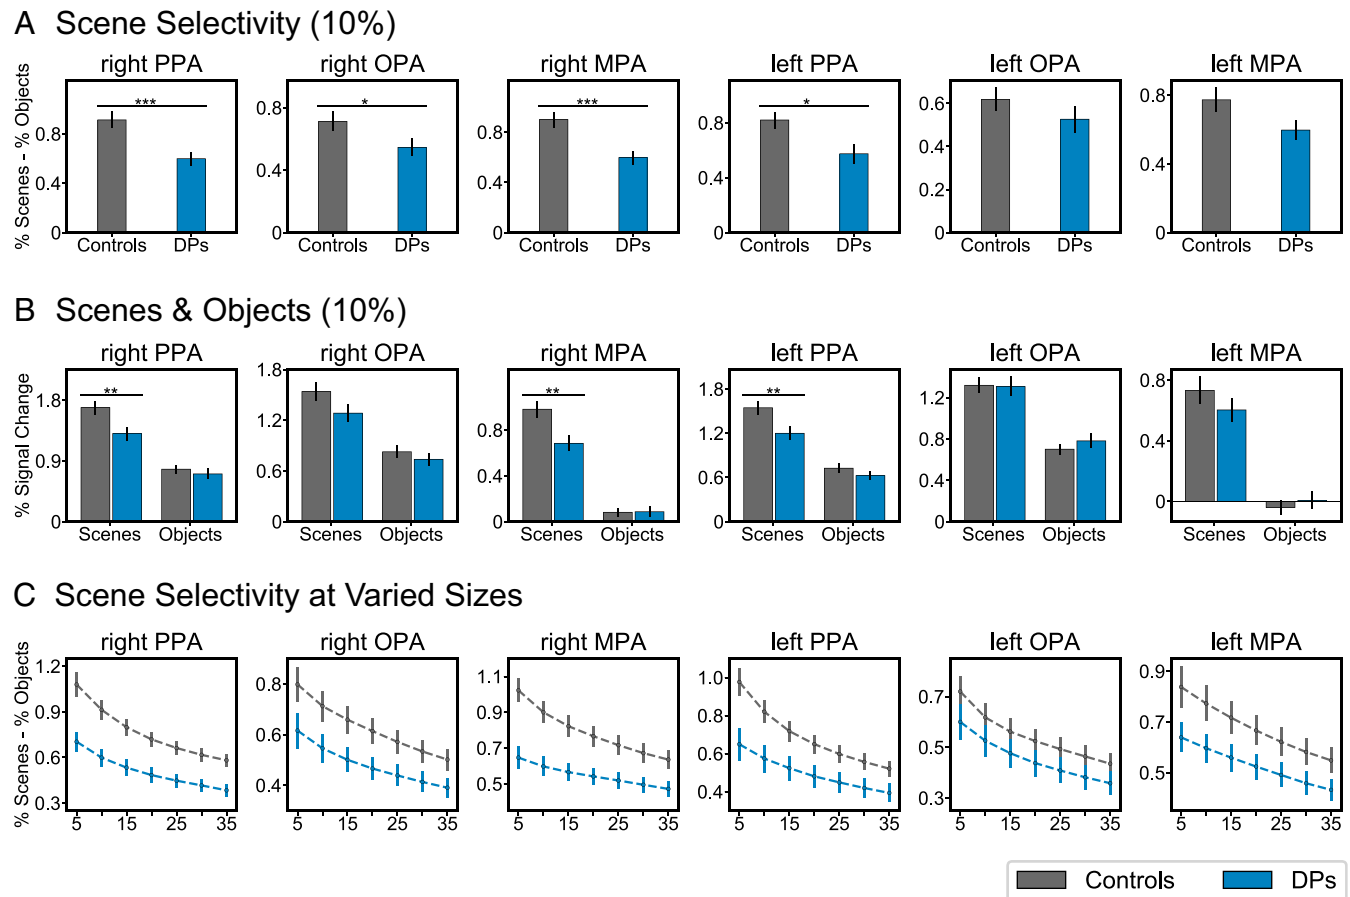 A Scene Selectivity (10%)
right PPA right OPA right MPA left PPA left OPA left MPA
% Scenes - % Objects
*** * *** *
0.8 0.4 0
0.8 0.4 0
0.8 0.4 0
0.8 0.4 0
0.6 0.4 0.2 0
0.8 0.4 0
Controls DPs Controls DPs Controls DPs Controls DPs Controls DPs Controls DPs
B Scenes & Objects (10%)
right PPA right OPA right MPA left PPA left OPA left MPA
% Signal Change
** ** **
1.8 0.9 0
1.8 1.2 0.6 0
0.8 0.4 0
1.8 1.2 0.6 0
1.2 0.8 0.4 0
0.8 0.4 0
Scenes Objects Scenes Objects Scenes Objects Scenes Objects Scenes Objects Scenes Objects
C Scene Selectivity at Varied Sizes
right PPA right OPA right MPA left PPA left OPA left MPA
% Scenes - % Objects
1.2 0.9 0.6 0.3
0.8 0.6 0.4
1.1 0.9 0.7 0.5
1.0 0.8 0.6 0.4
0.7 0.5 0.3
0.9 0.7 0.5
5 15 25 35 5 15 25 35 5 15 25 35 5 15 25 35 5 15 25 35 5 15 25 35
Controls DPs